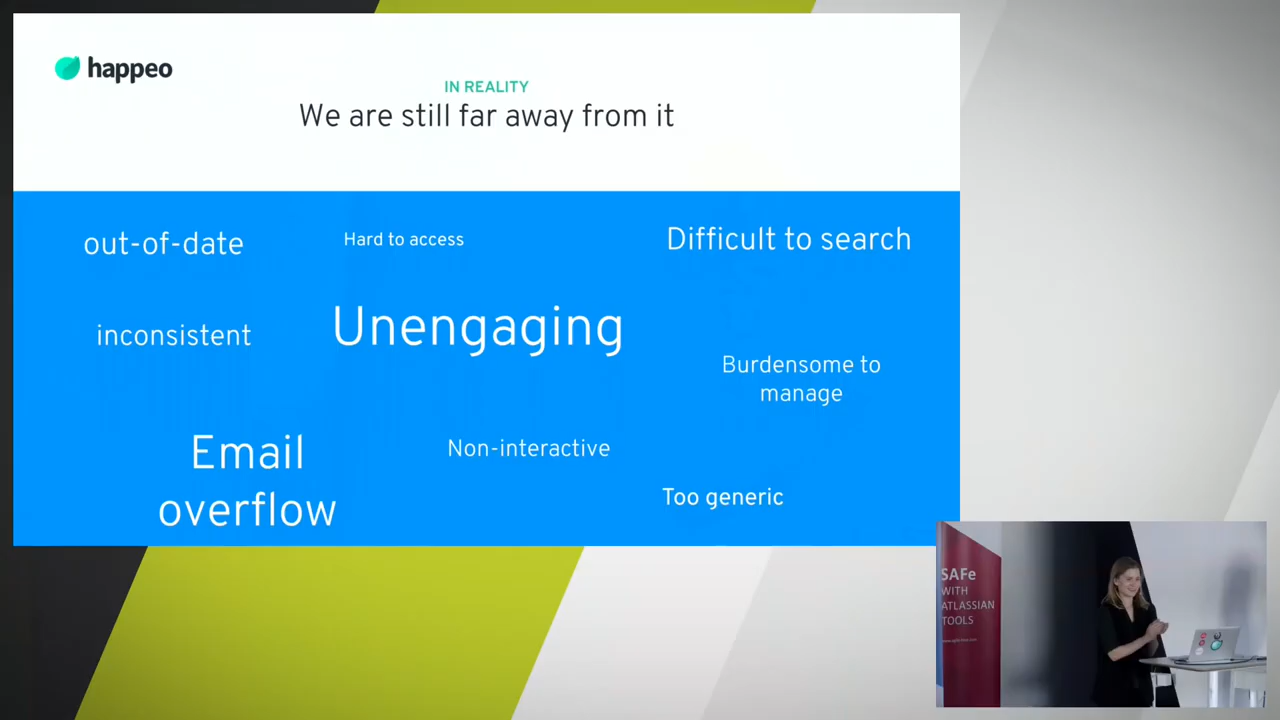 happeo
IN REALITY
We are still far away from it
out-of-date
Hard to access
Difficult to search
inconsistent
Unengaging
Burdensome to
manage
Email
overflow
Non-interactive
Too generic
SAFe
WITH
ATLASSIAN
TOOLS